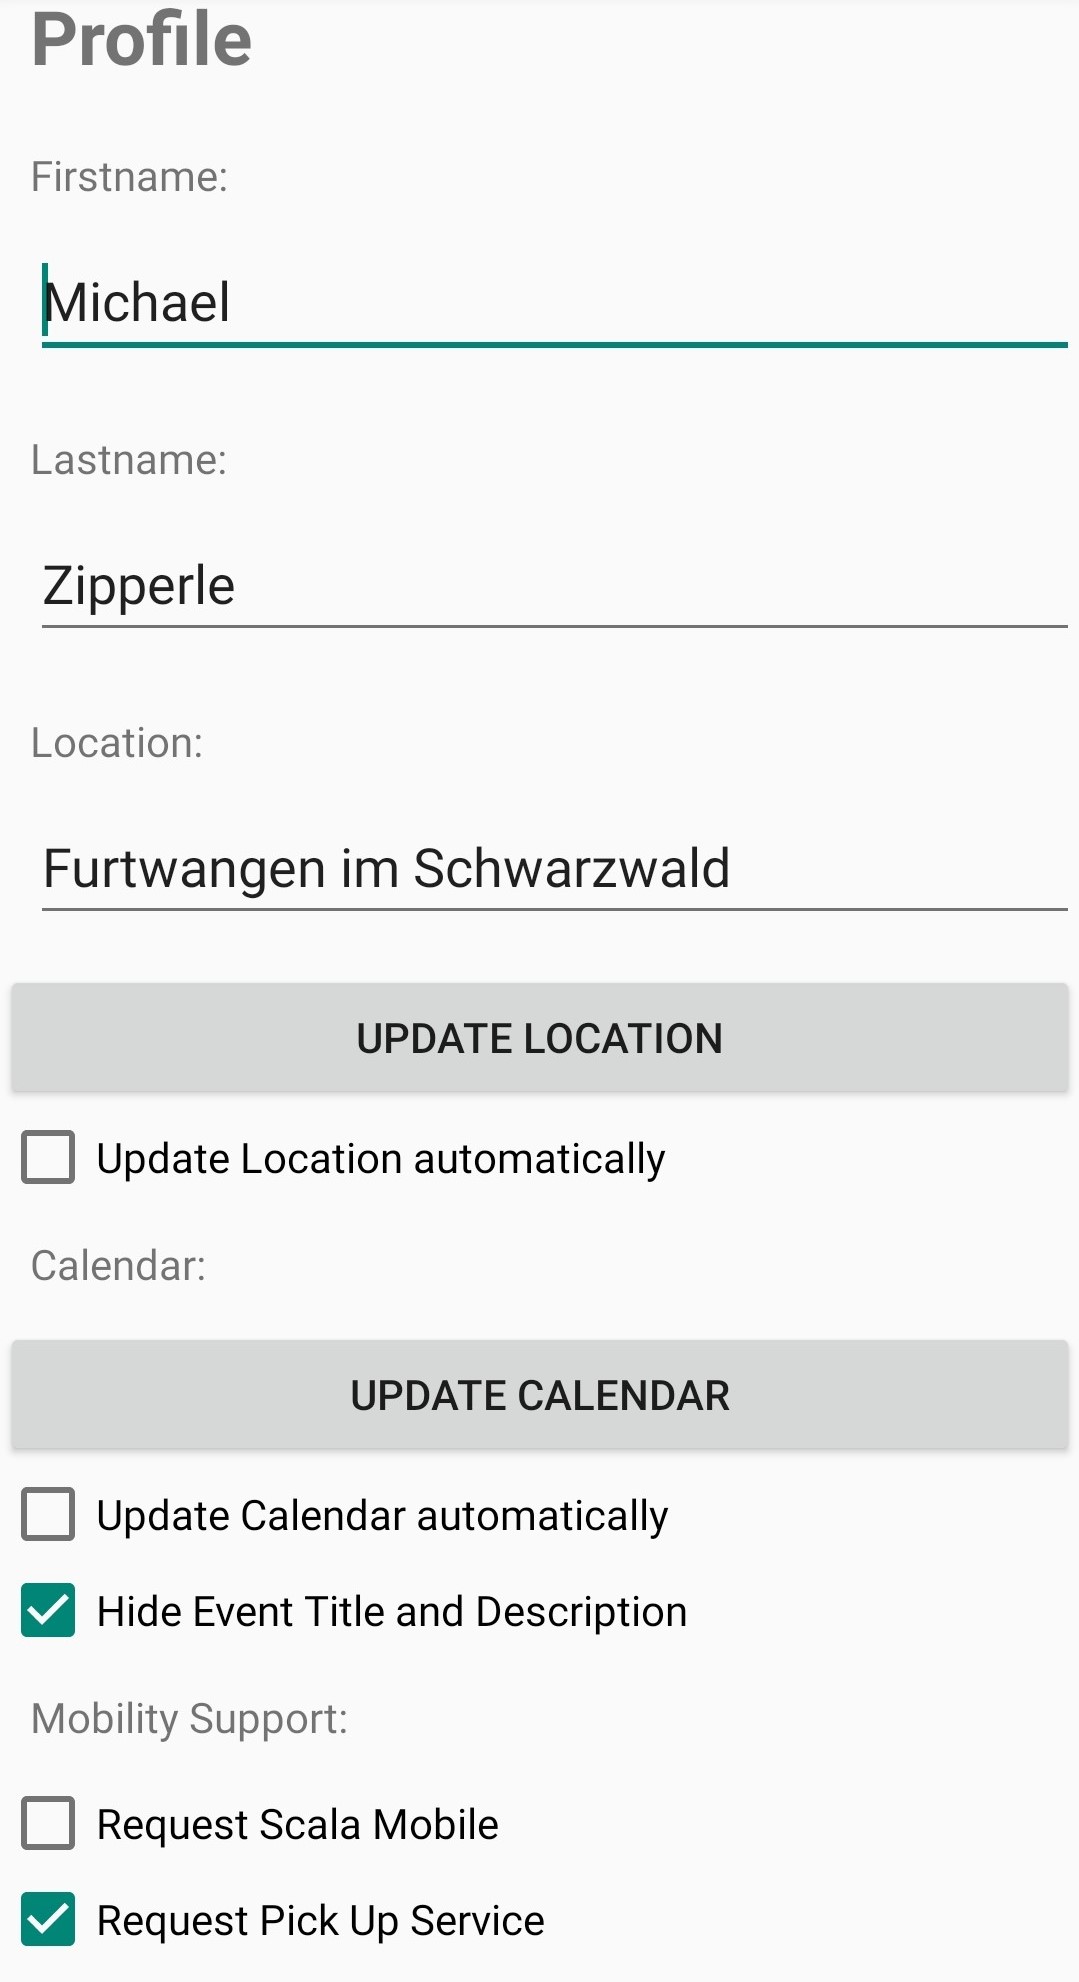 Profile
Firstname:
Michael
Lastname:
Zipperle
Location:
Furtwangen im Schwarzwald
UPDATE LOCATION
Update Location automatically
Calendar:
UPDATE CALENDAR
Update Calendar automatically
Hide Event Title and Description
Mobility Support:
Request Scala Mobile
Request Pick Up Service